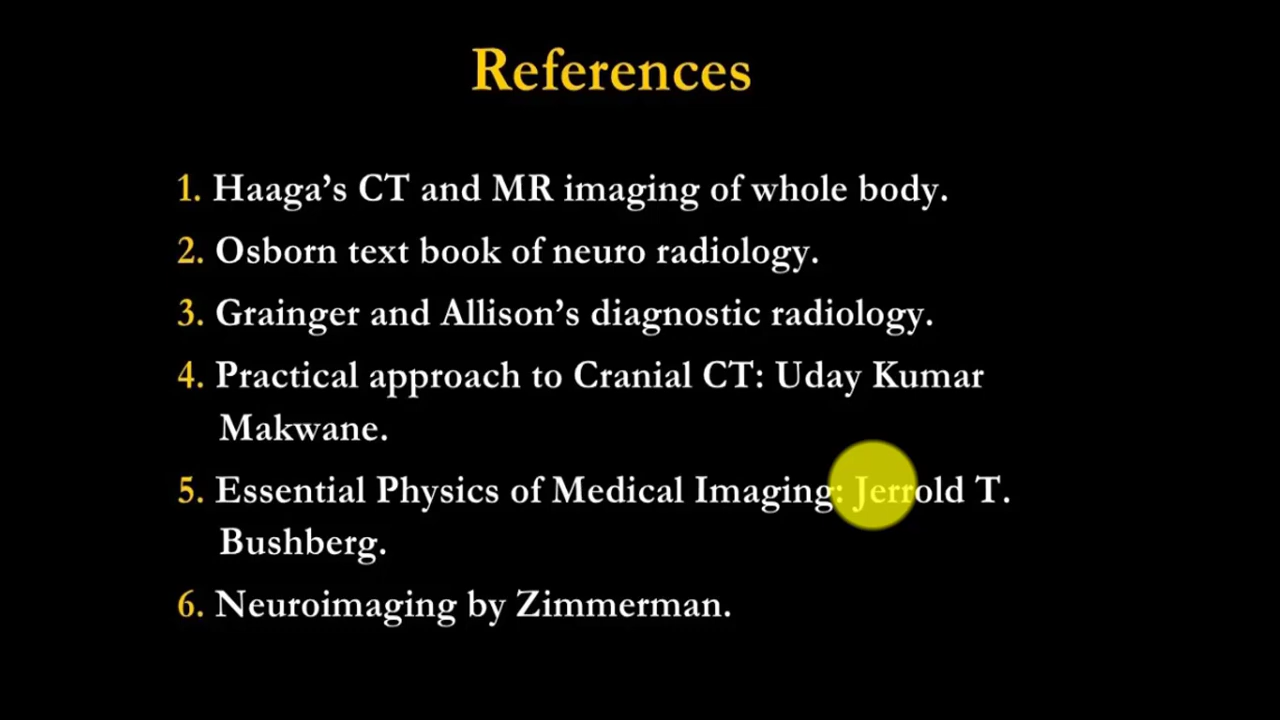 References
1. Haaga’s CT and MR imaging of whole body.
2. Osborn text book of neuro radiology.
3. Grainger and Allison’s diagnostic radiology.
4. Practical approach to Cranial CT: Uday Kumar
Makwane.
5. Essential Physics of Medical Imaging: Jerrold T.
Bushberg.
6. Neuroimaging by Zimmerman.